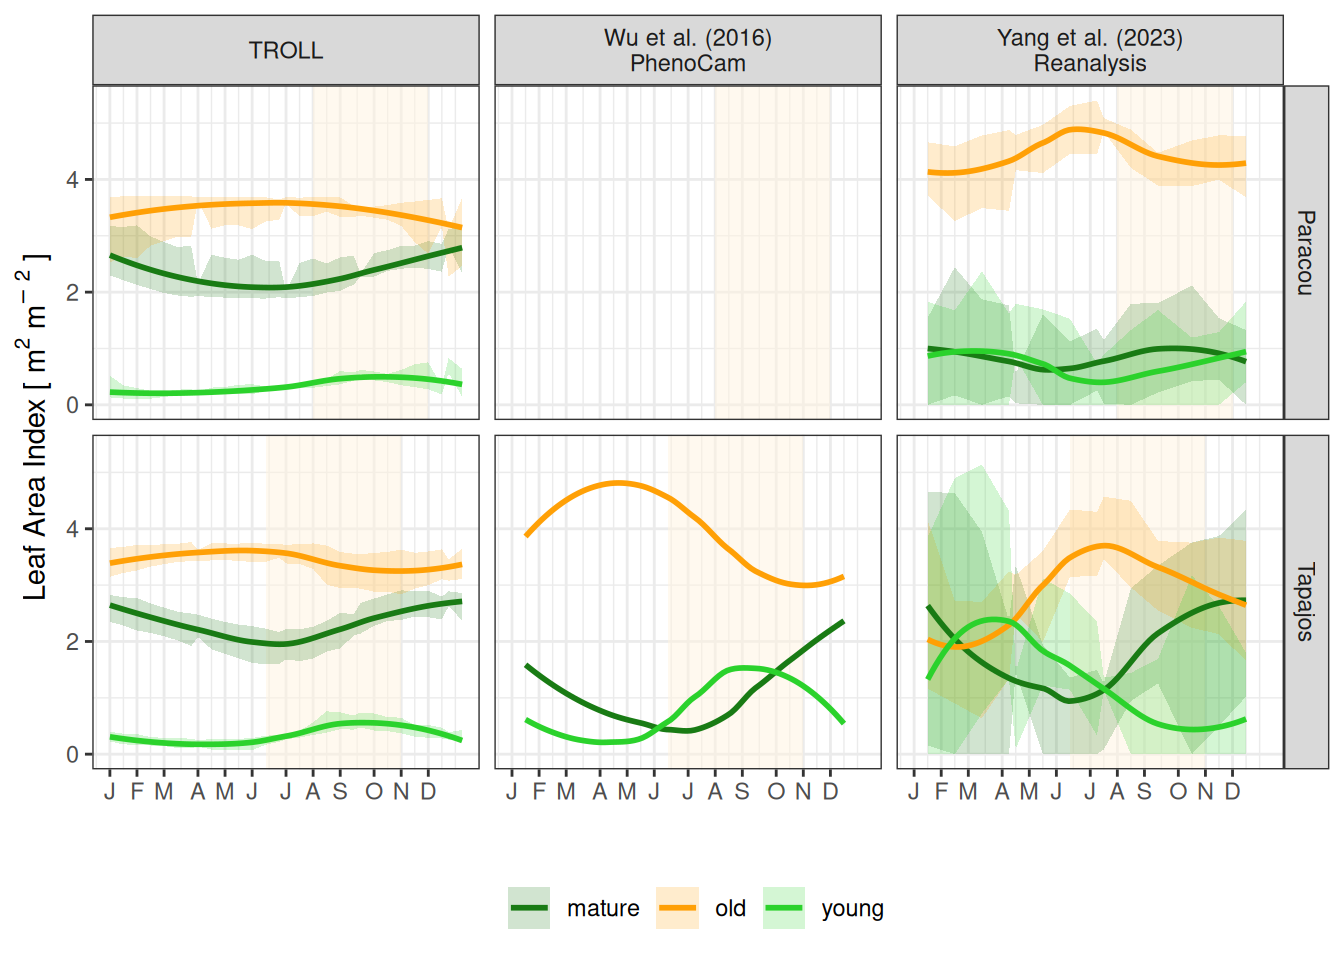 TROLL
Wu et al. (2016)
PhenoCam
Yang et al. (2023)
Reanalysis
Leaf Area Index [ m² m⁻² ]
4
2
0
Paracou
4
2
0
Tapajos
J F M A M J J A S O N D
J F M A M J J A S O N D
J F M A M J J A S O N D
mature old young